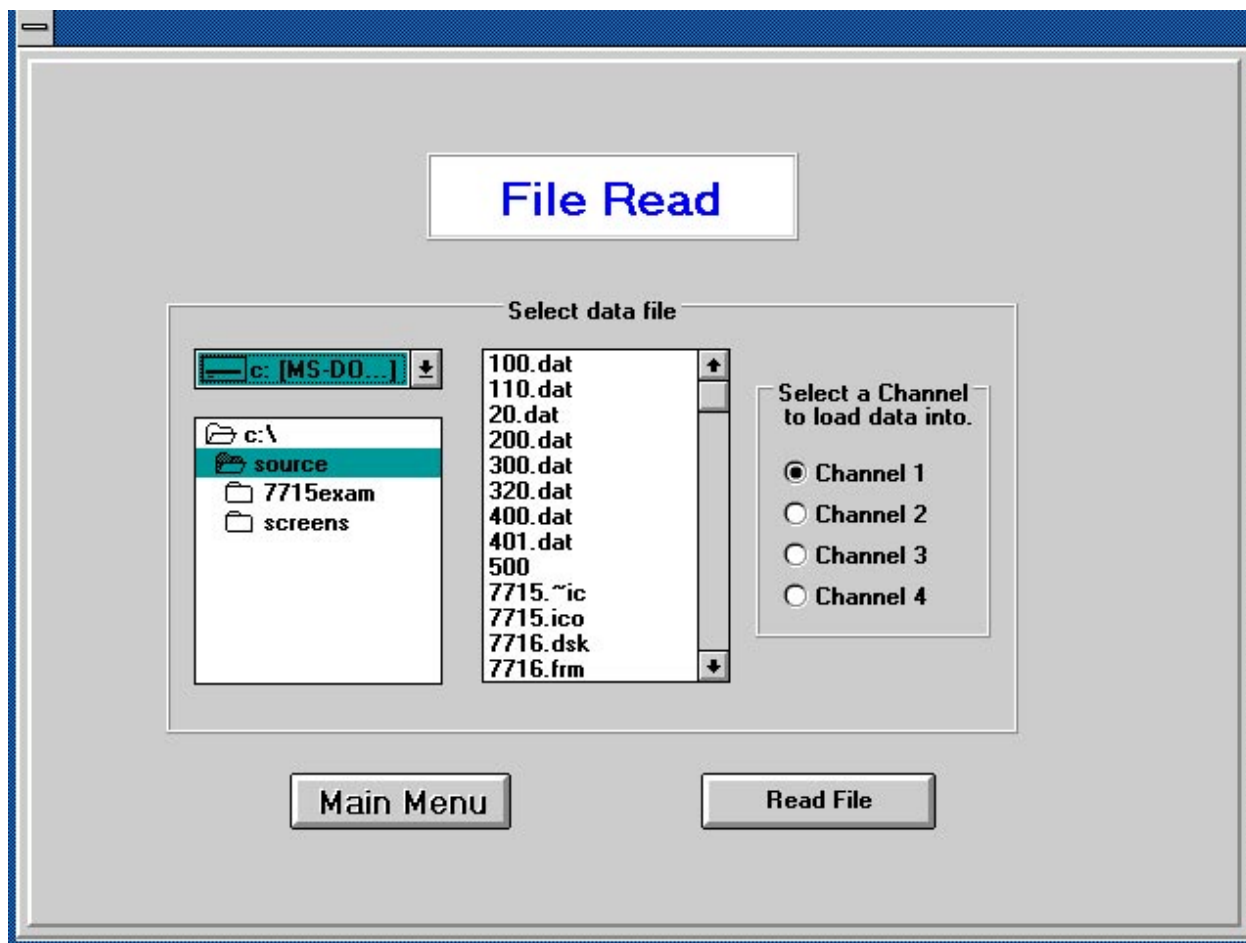 File Read
Select data file
c: [MS-DO...]
c:\
source
7715exam
screens
100.dat
110.dat
20.dat
200.dat
300.dat
320.dat
400.dat
401.dat
500
7715.~ic
7715.ico
7716.dsk
7716.frm
Select a Channel
to load data into.
Channel 1
Channel 2
Channel 3
Channel 4
Main Menu
Read File